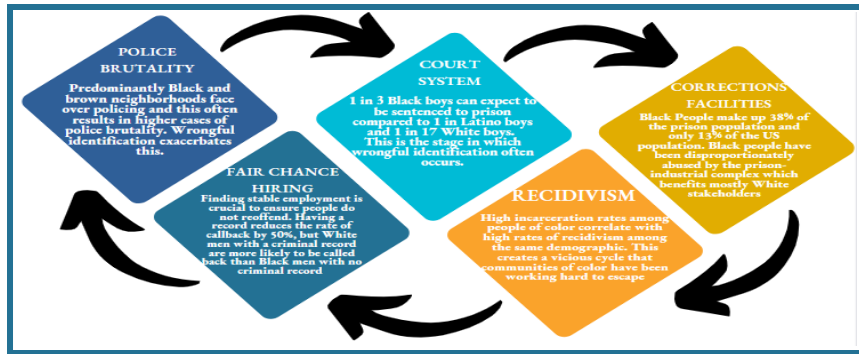 POLICE
BRUTALITY
Predominantly Black and
brown neighborhoods face
over policing and this often
results in higher cases of
police brutality. Wrongful
identification exacerbates
this.
COURT
SYSTEM
1 in 3 Black boys can expect to
be sentenced to prison
compared to 1 in Latino boys
and 1 in 17 White boys.
This is the stage in which
wrongful identification often
occurs.
CORRECTIONS
FACILITIES
Black People make up 38% of
the prison population and
only 13% of the US
population. Black people have
been disproportionately
abused by the prison-
industrial complex which
benefits mostly White
stakeholders
RECIDIVISM
High incarceration rates among
people of color correlate with
high rates of recidivism among
the same demographic. This
creates a vicious cycle that
communities of color have been
working hard to escape
FAIR CHANCE
HIRING
Finding stable employment is
crucial to ensure people do
not reoffend. Having a
record reduces the rate of
callback by 50%, but White
men with a criminal record
are more likely to be called
back than Black men with no
criminal record